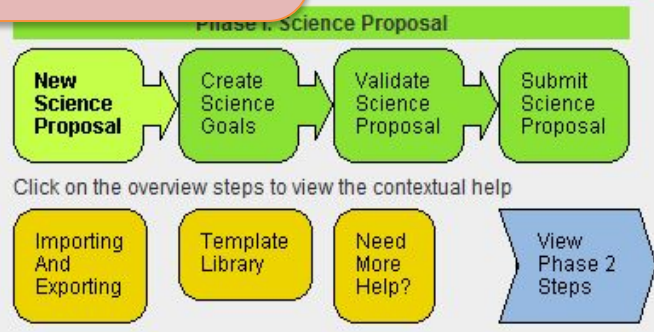 Phase I: Science Proposal
New
Science
Proposal
Create
Science
Goals
Validate
Science
Proposal
Submit
Science
Proposal
Click on the overview steps to view the contextual help
Importing
And
Exporting
Template
Library
Need
More
Help?
View
Phase 2
Steps